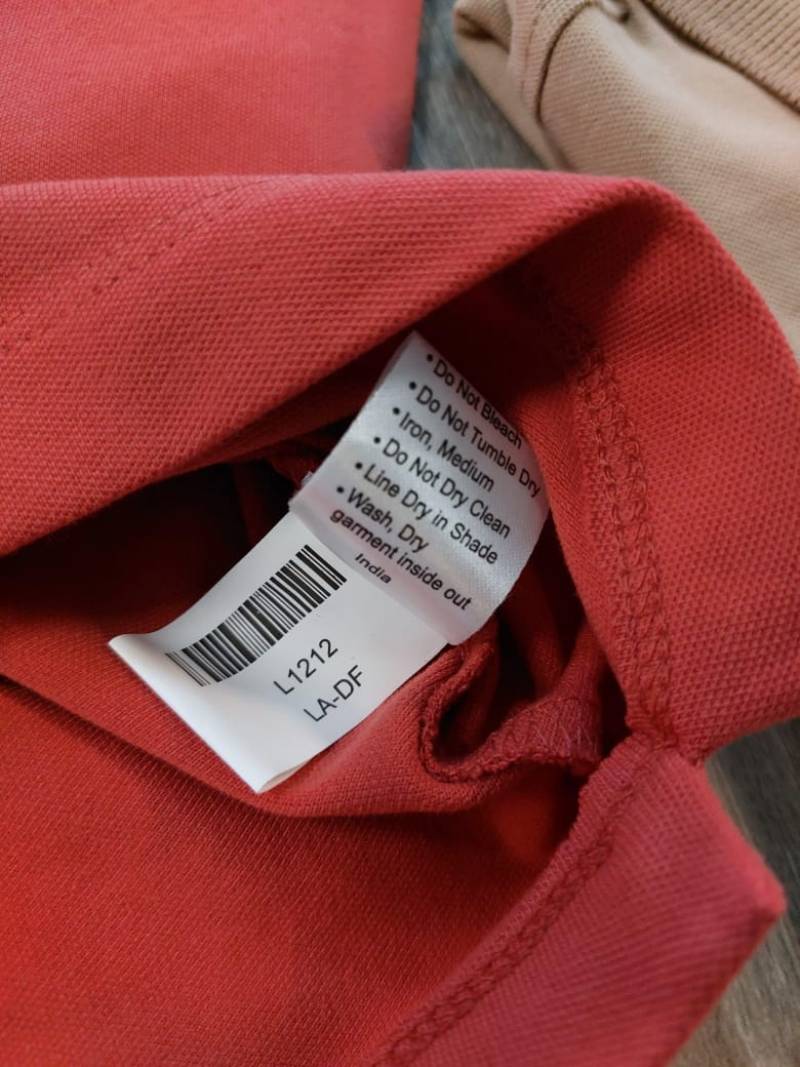 • Do Not Bleach
• Do Not Tumble Dry
• Iron, Medium
• Do Not Dry Clean
• Line Dry in Shade
• Wash, Dry
garment inside out
India
L1212
LA-DF